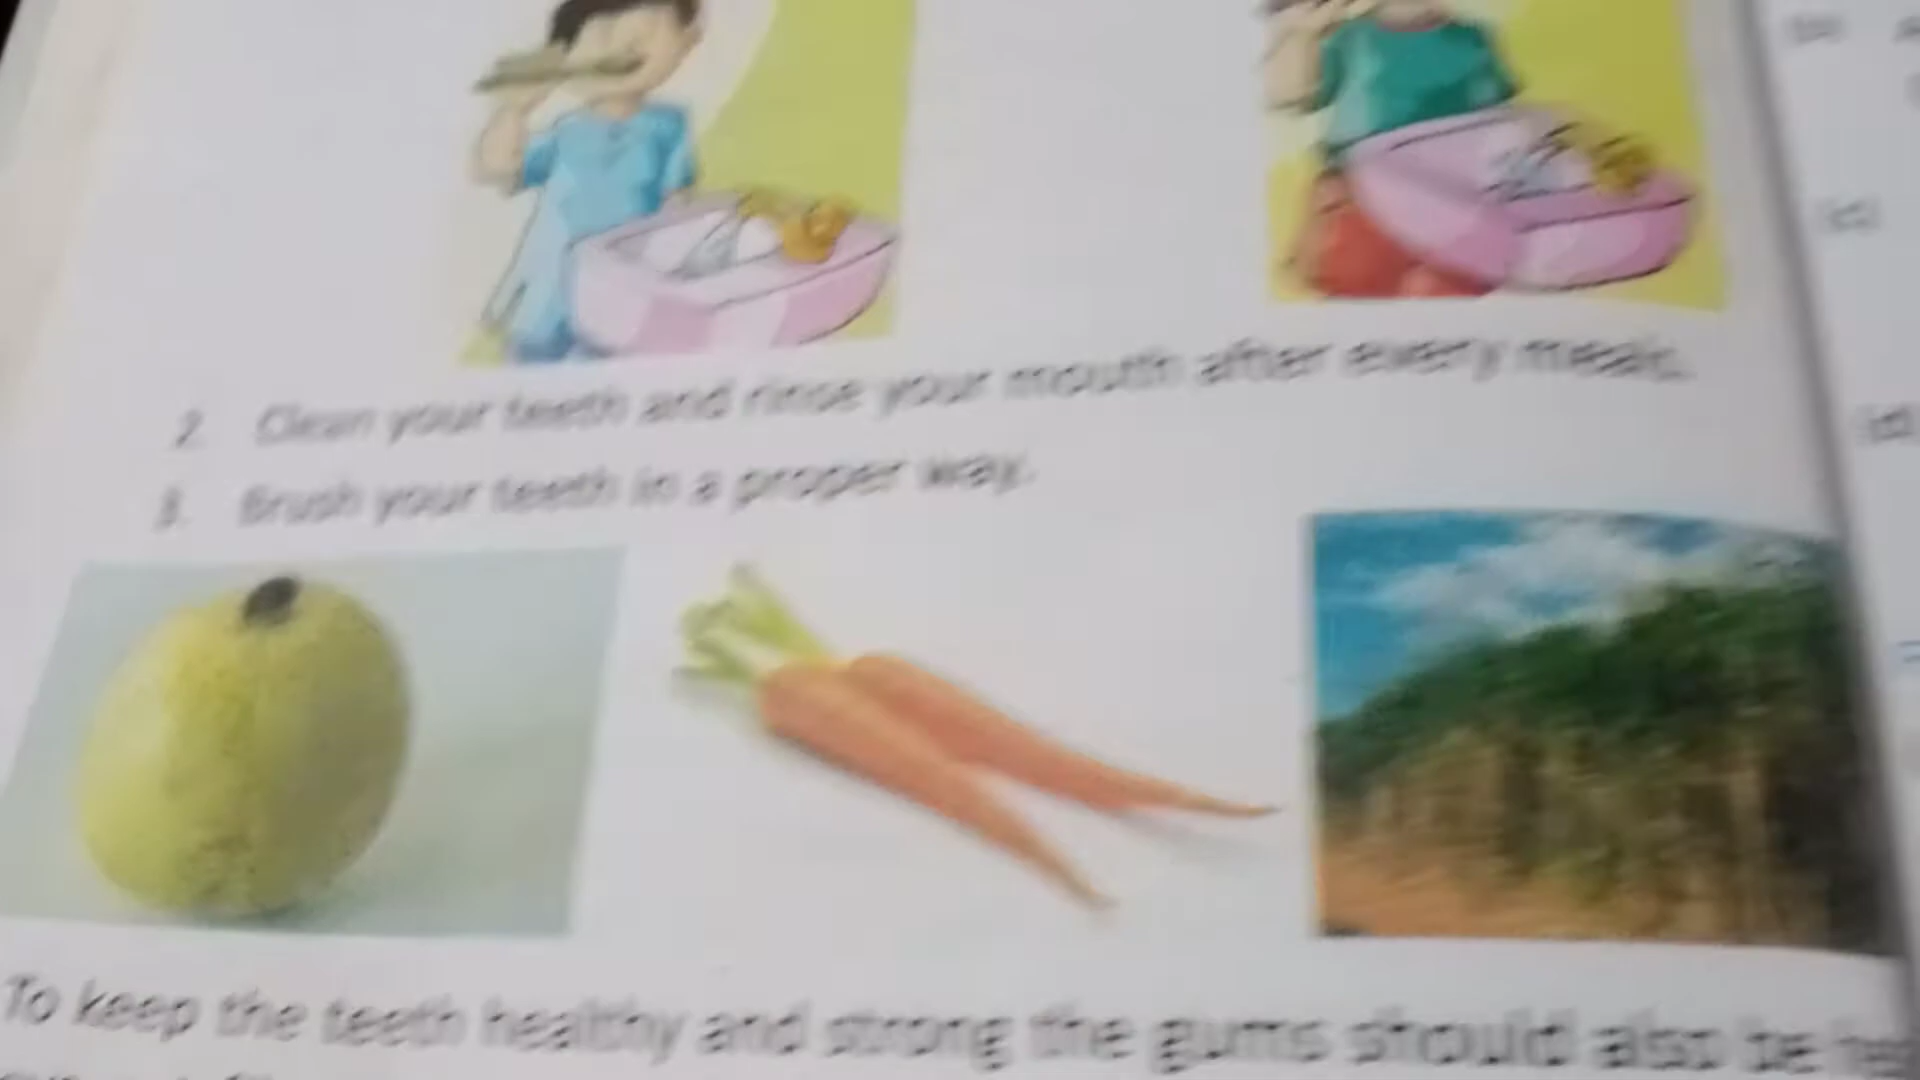 2. Clean your teeth and rinse your mouth after every meal.
3. Brush your teeth in a proper way.
To keep the teeth healthy and strong the gums should also be
(c)
(d)